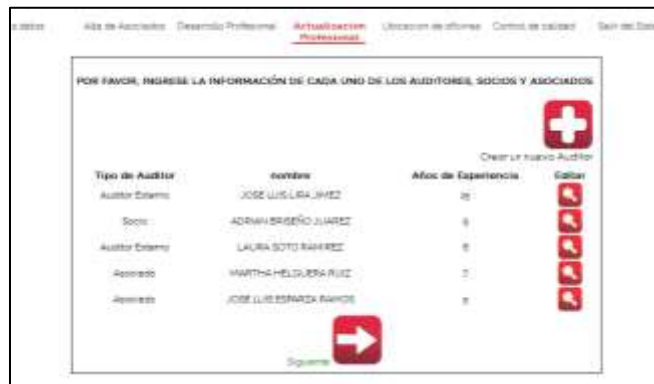 Alta de Asociados Desarrollo Profesional Actualización Profesional Ubicación de oficinas Control de calidad Salir del
POR FAVOR, INGRESE LA INFORMACIÓN DE CADA UNO DE LOS AUDITORES, SOCIOS Y ASOCIADOS
Crear un nuevo Auditor
Tipo de Auditor nombre Años de Experiencia Editar
Auditor Externo JOSE LUIS LIRA
Socio ADRIAN BRISEÑO JUAREZ
Auditor Externo LAURA SOTO RAMIREZ
Asociado MARTHA HELGUERA RUIZ 7
Asociado JOSE LUIS ESPARZA RAMOS
Siguiente